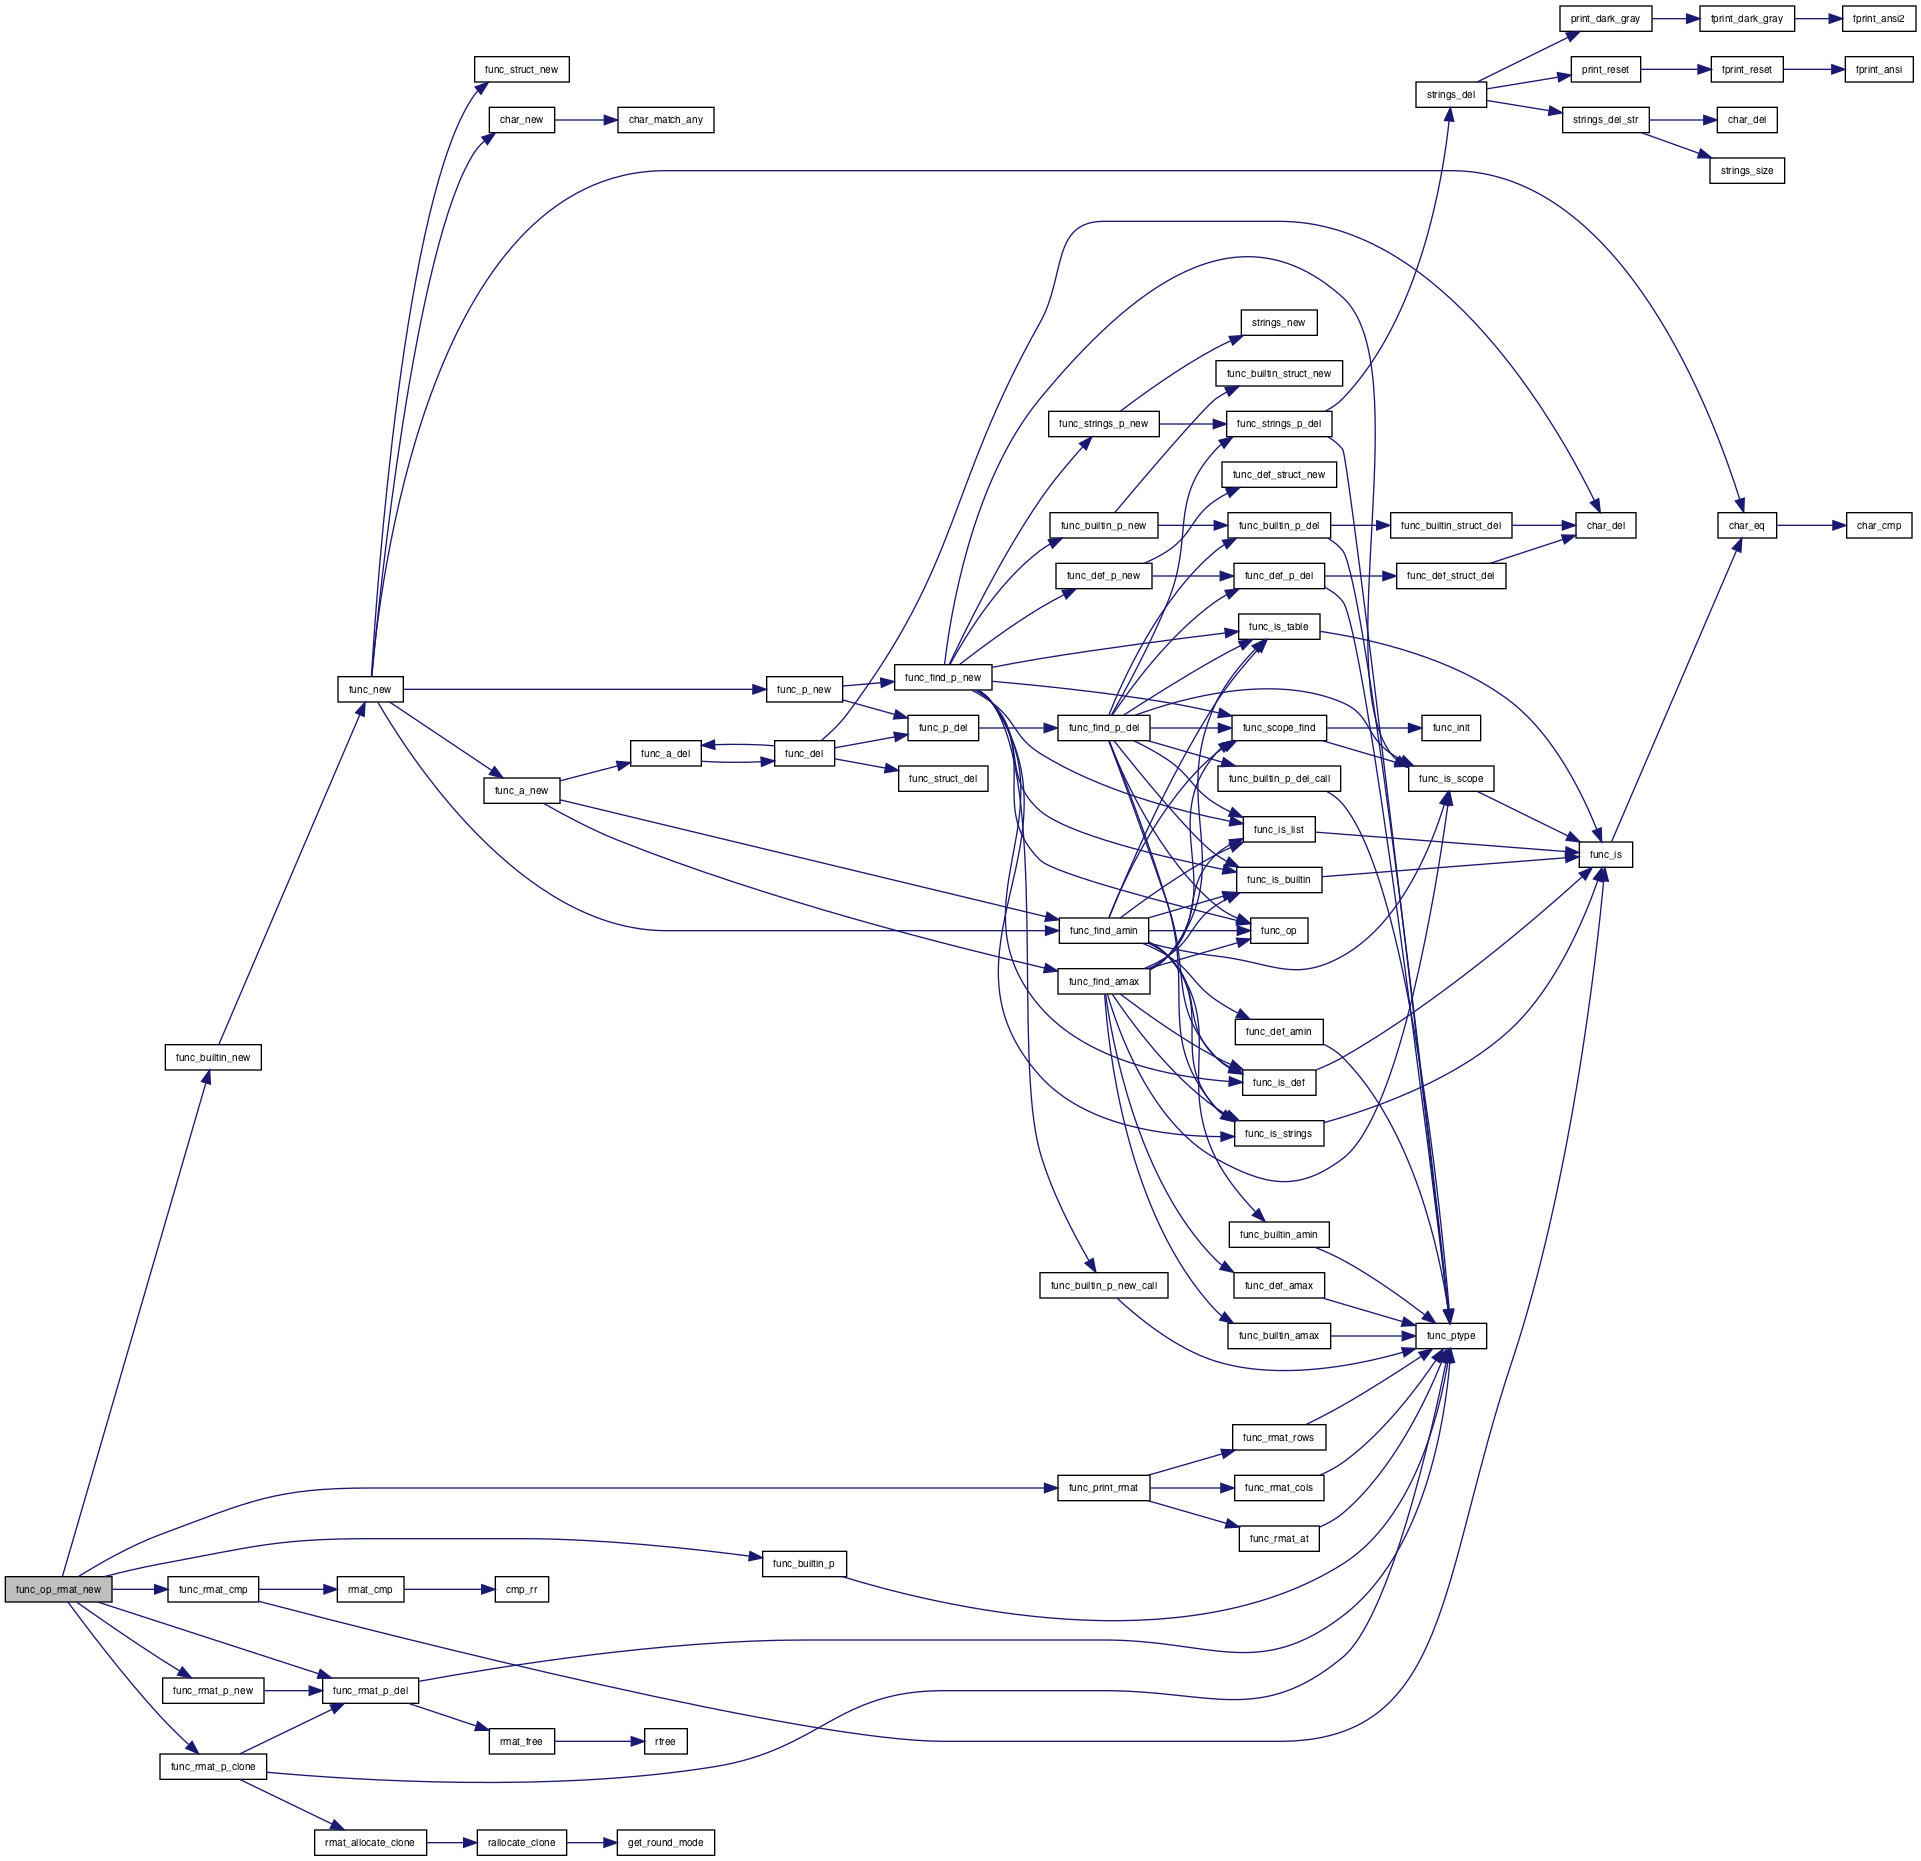 print_dark_gray
fprint_dark_gray
fprint_ansi2
func_struct_new
print_reset
fprint_reset
fprint_ansi
strings_del
char_new
char_match_any
strings_del_str
char_del
strings_size
strings_new
func_builtin_struct_new
func_strings_p_new
func_strings_p_del
func_def_struct_new
func_builtin_p_new
func_builtin_p_del
func_builtin_struct_del
char_del
char_eq
char_cmp
func_def_p_new
func_def_p_del
func_def_struct_del
func_is_table
func_new
func_p_new
func_find_p_new
func_p_del
func_find_p_del
func_scope_find
func_init
func_a_del
func_del
func_struct_del
func_builtin_p_del_call
func_is_scope
func_a_new
func_is_list
func_is
func_is_builtin
func_find_amin
func_op
func_find_amax
func_def_amin
func_builtin_new
func_is_def
func_is_strings
func_builtin_amin
func_builtin_p_new_call
func_def_amax
func_builtin_amax
func_ptype
func_rmat_rows
func_print_rmat
func_rmat_cols
func_rmat_at
func_builtin_p
func_op_rmat_new
func_rmat_cmp
rmat_cmp
cmp_rr
func_rmat_p_new
func_rmat_p_del
rmat_free
rfree
func_rmat_p_clone
rmat_allocate_clone
rallocate_clone
get_round_mode